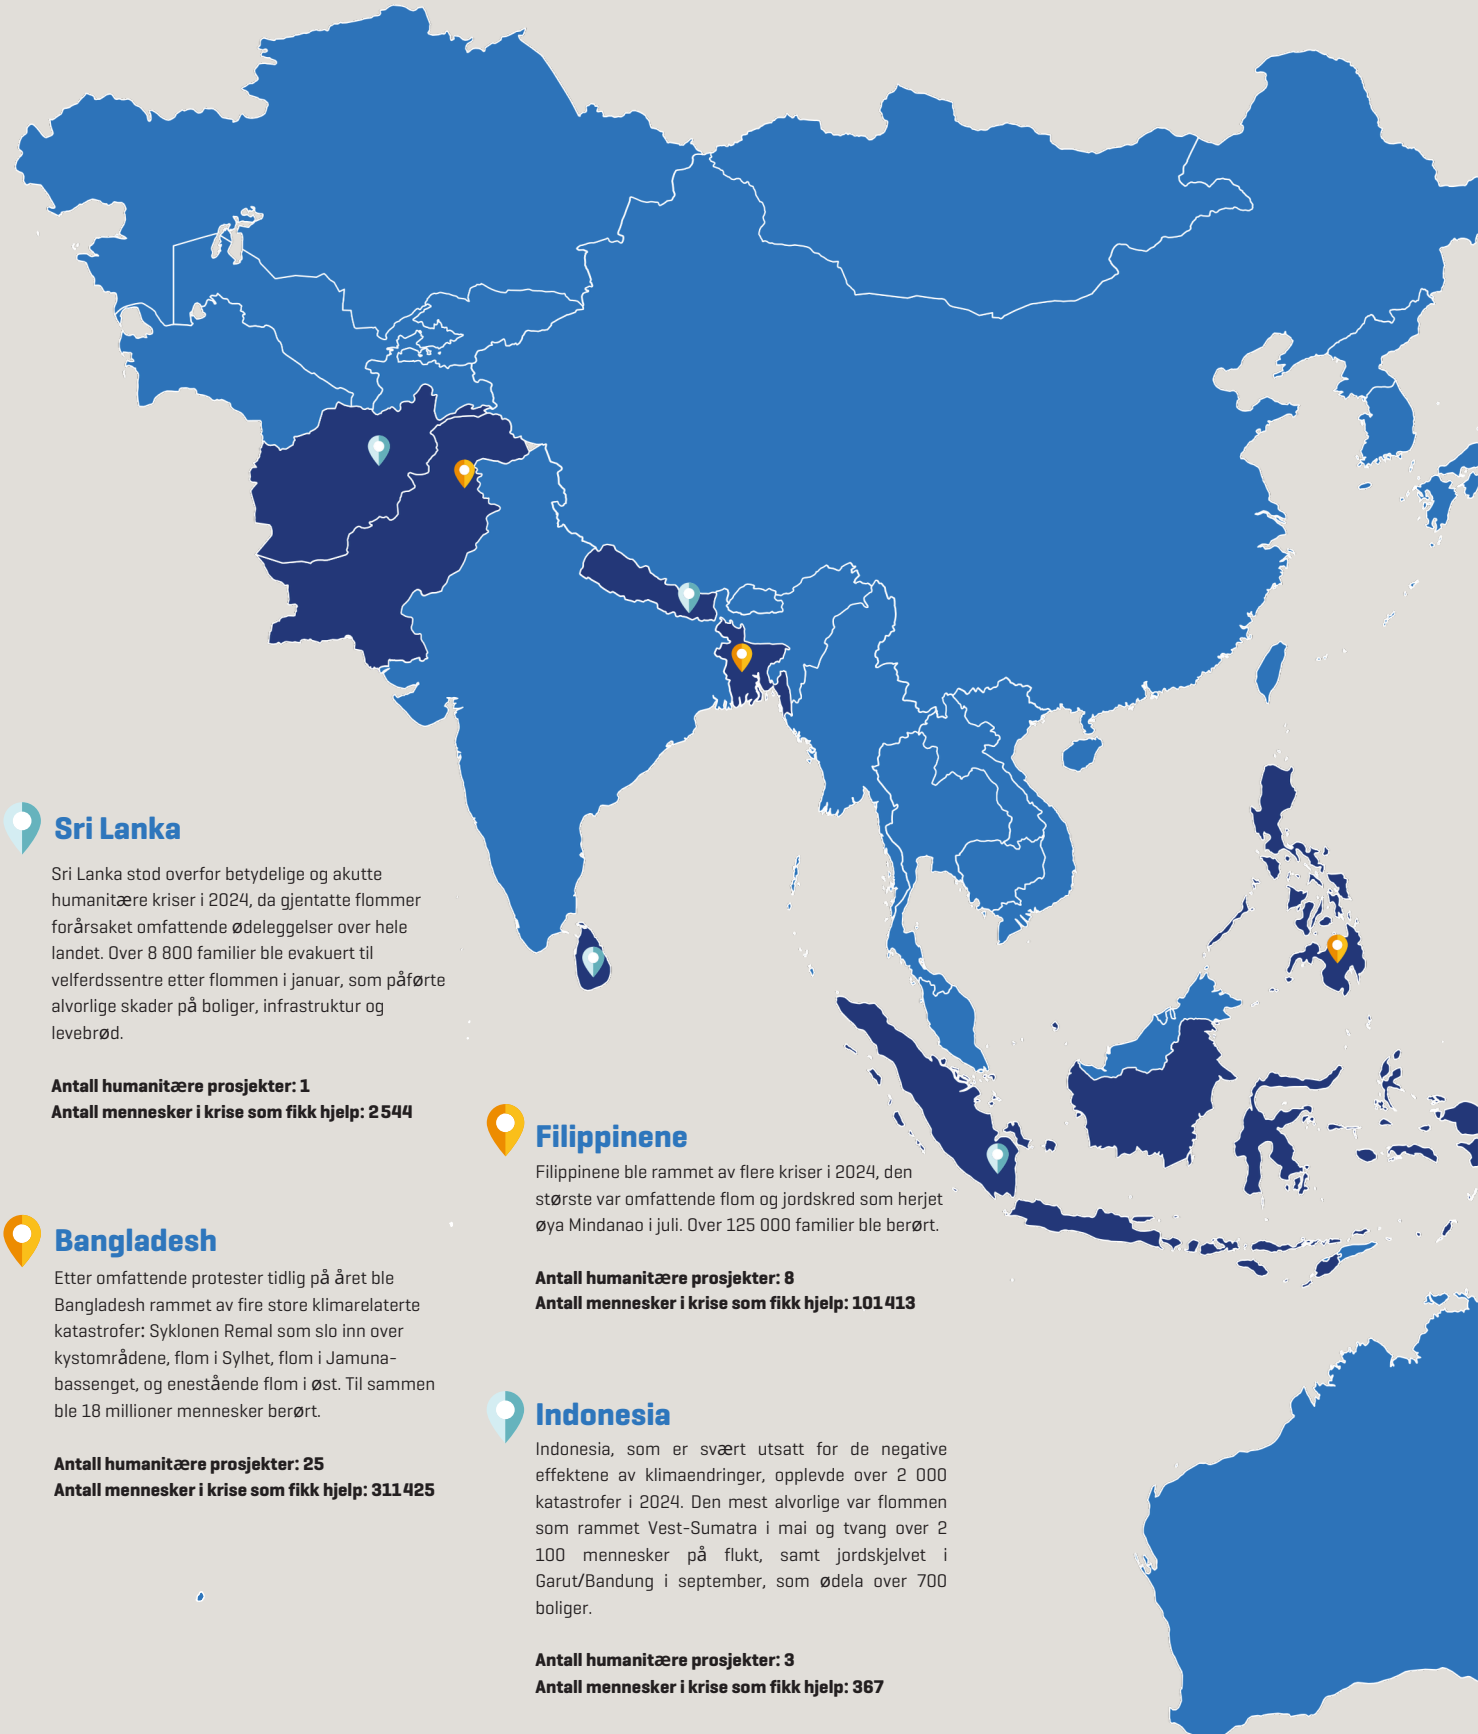 Sri Lanka
Sri Lanka stod overfor betydelige og akutte
humanitære kriser i 2024, da gjentatte flommer
forårsaket omfattende ødeleggelser over hele
landet. Over 8 800 familier ble evakuert til
velferdssentre etter flommen i januar, som påførte
alvorlige skader på boliger, infrastruktur og
levebrød.
Antall humanitære prosjekter: 1
Antall mennesker i krise som fikk hjelp: 2 544
Bangladesh
Etter omfattende protester tidlig på året ble
Bangladesh rammet av fire store klimarelaterte
katastrofer: Syklonen Remal som slo inn over
kystområdene, flom i Sylhet, flom i Jamuna-
bassenget, og enestående flom i øst. Til sammen
ble 18 millioner mennesker berørt.
Antall humanitære prosjekter: 25
Antall mennesker i krise som fikk hjelp: 311 425
Filippinene
Filippinene ble rammet av flere kriser i 2024, den
største var omfattende flom og jordskred som herjet
øya Mindanao i juli. Over 125 000 familier ble berørt.
Antall humanitære prosjekter: 8
Antall mennesker i krise som fikk hjelp: 101 413
Indonesia
Indonesia, som er svært utsatt for de negative
effektene av klimaendringer, opplevde over 2 000
katastrofer i 2024. Den mest alvorlige var flommen
som rammet Vest-Sumatra i mai og tvang over 2
100 mennesker på flukt, samt jordskjelvet i
Garut/Bandung i september, som ødela over 700
boliger.
Antall humanitære prosjekter: 3
Antall mennesker i krise som fikk hjelp: 367